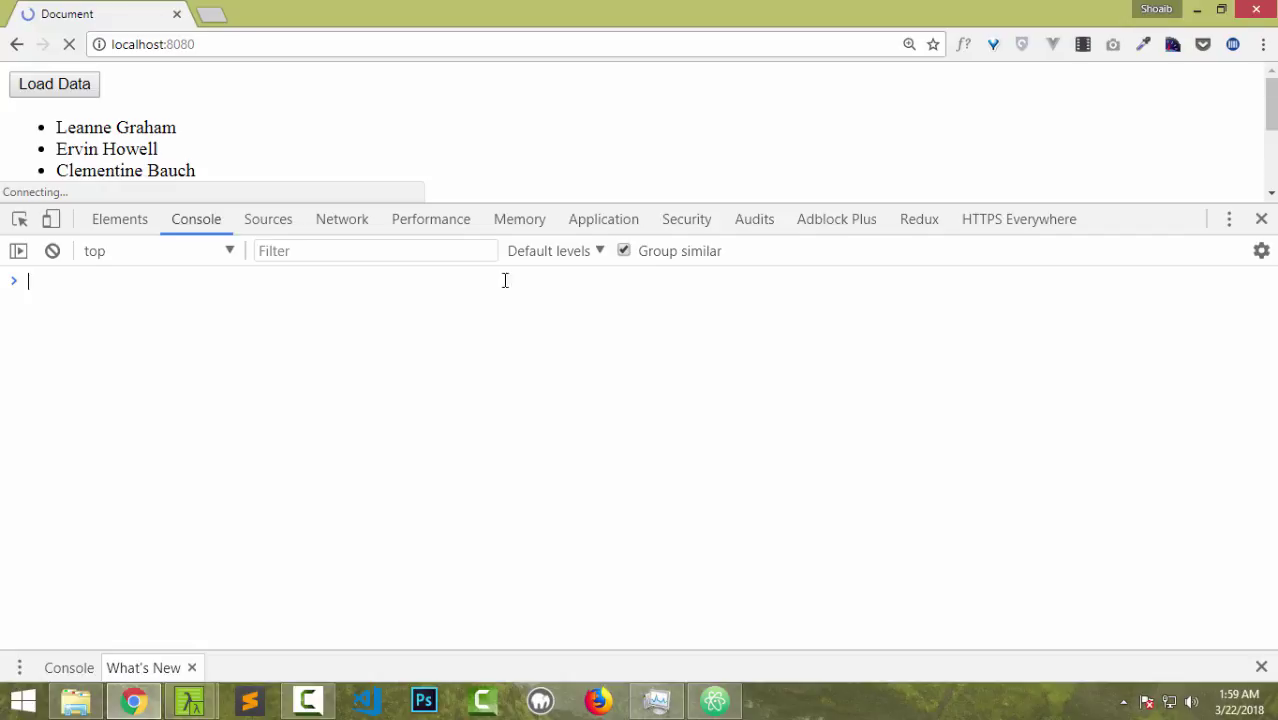 Document
Shoaib
localhost:8080
f?
Load Data
Leanne Graham
Ervin Howell
Clementine Bauch
Connecting...
Elements Console Sources Network Performance Memory Application Security Audits Adblock Plus Redux HTTPS Everywhere
top Filter Default levels Group similar
Console What's New
Ps
1:59 AM
3/22/2018